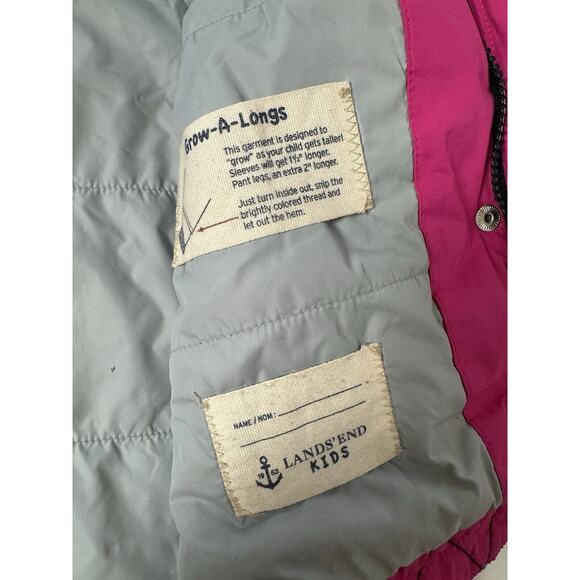 Grow-A-Longs
This garment is designed to
"grow" as your child gets taller!
Sleeves will get 1½" longer.
Pant legs, an extra 2" longer.
Just turn inside out, snip the
brightly colored thread and
let out the hem.
NAME / NOM:
LANDS' END
KIDS
19 63